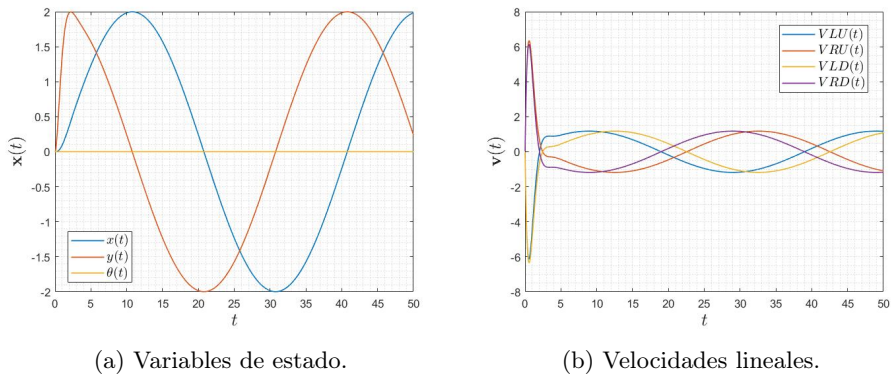 2
1.5
1
0.5
0
-0.5
-1
-1.5
-2
x(t)
x(t)
y(t)
θ(t)
0 5 10 15 20 25 30 35 40 45 50
t
(a) Variables de estado.
8
6
4
2
0
-2
-4
-6
-8
v(t)
VLU(t)
VRU(t)
VLD(t)
VRD(t)
0 5 10 15 20 25 30 35 40 45 50
t
(b) Velocidades lineales.